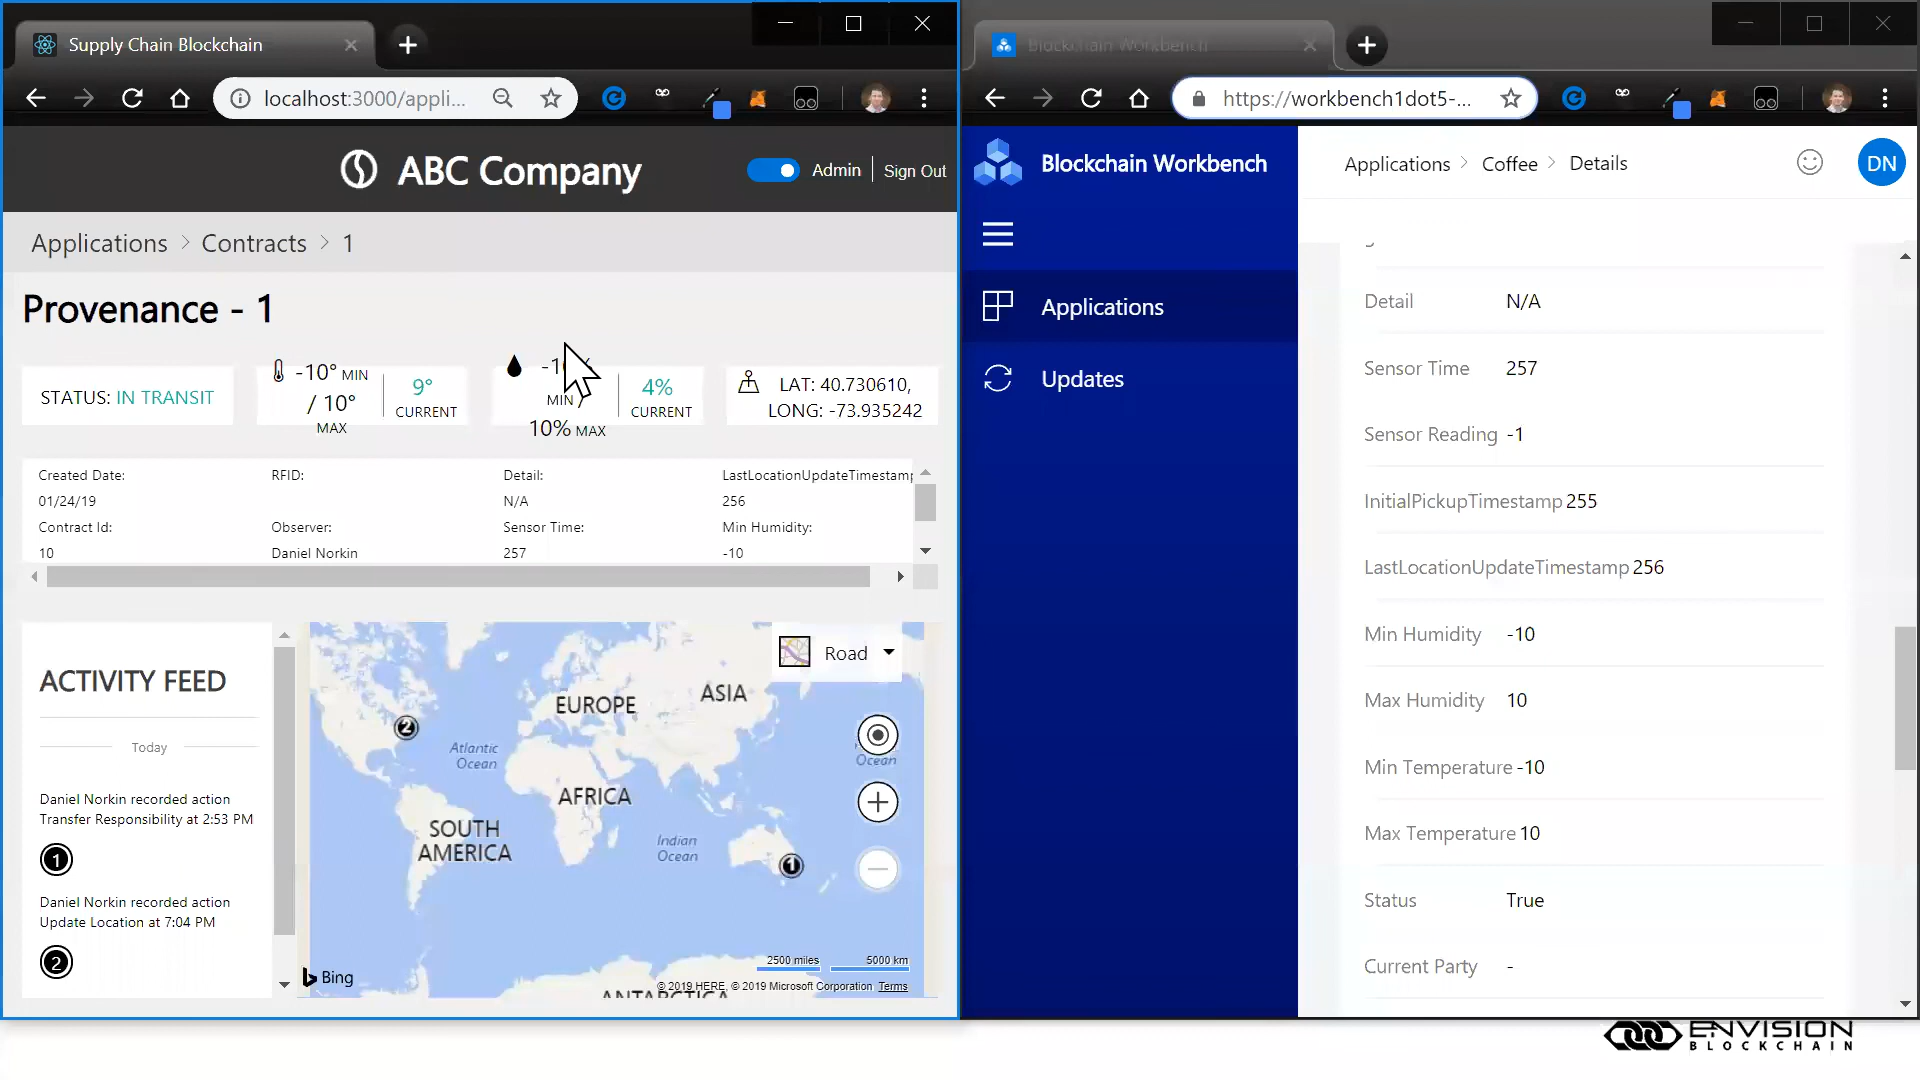 Supply Chain Blockchain
localhost:3000/appli...
ABC Company
Admin
Sign Out
Applications > Contracts > 1
Provenance - 1
STATUS: IN TRANSIT
-10° MIN
/ 10°
MAX
9°
CURRENT
MIN /
10% MAX
4%
CURRENT
LAT: 40.730610,
LONG: -73.935242
Created Date:
RFID:
Detail:
LastLocationUpdateTimestamp
01/24/19
N/A
256
Contract Id:
Observer:
Sensor Time:
Min Humidity:
10
Daniel Norkin
257
-10
ACTIVITY FEED
Today
Daniel Norkin recorded action
Transfer Responsibility at 2:53 PM
1
Daniel Norkin recorded action
Update Location at 7:04 PM
2
Road
EUROPE
ASIA
2
Atlantic
Ocean
Ocean
AFRICA
SOUTH
AMERICA
Indian
Ocean
1
2500 miles
5000 km
Bing
© 2019 HERE, © 2019 Microsoft Corporation Terms
ANTARCTICA
Blockchain Workbench
https://workbench1dot5-...
Blockchain Workbench
Applications > Coffee > Details
DN
Applications
Updates
Detail N/A
Sensor Time 257
Sensor Reading -1
InitialPickupTimestamp 255
LastLocationUpdateTimestamp 256
Min Humidity -10
Max Humidity 10
Min Temperature -10
Max Temperature 10
Status True
Current Party -
ENVISION
BLOCKCHAIN